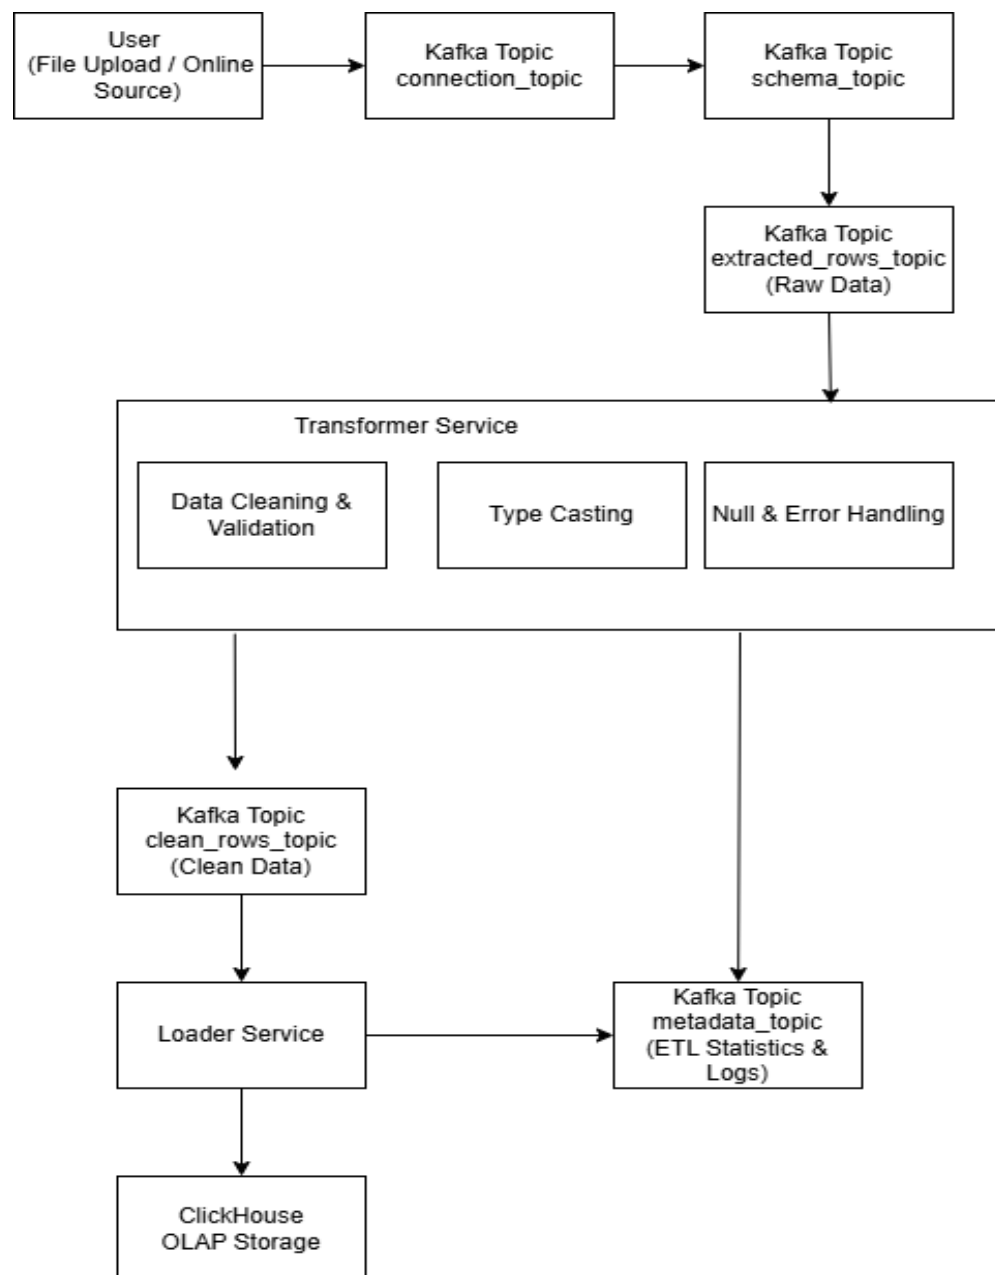 User
(File Upload / Online
Source)
Kafka Topic
connection_topic
Kafka Topic
schema_topic
Kafka Topic
extracted_rows_topic
(Raw Data)
Transformer Service
Data Cleaning &
Validation
Type Casting
Null & Error Handling
Kafka Topic
clean_rows_topic
(Clean Data)
Loader Service
Kafka Topic
metadata_topic
(ETL Statistics &
Logs)
ClickHouse
OLAP Storage